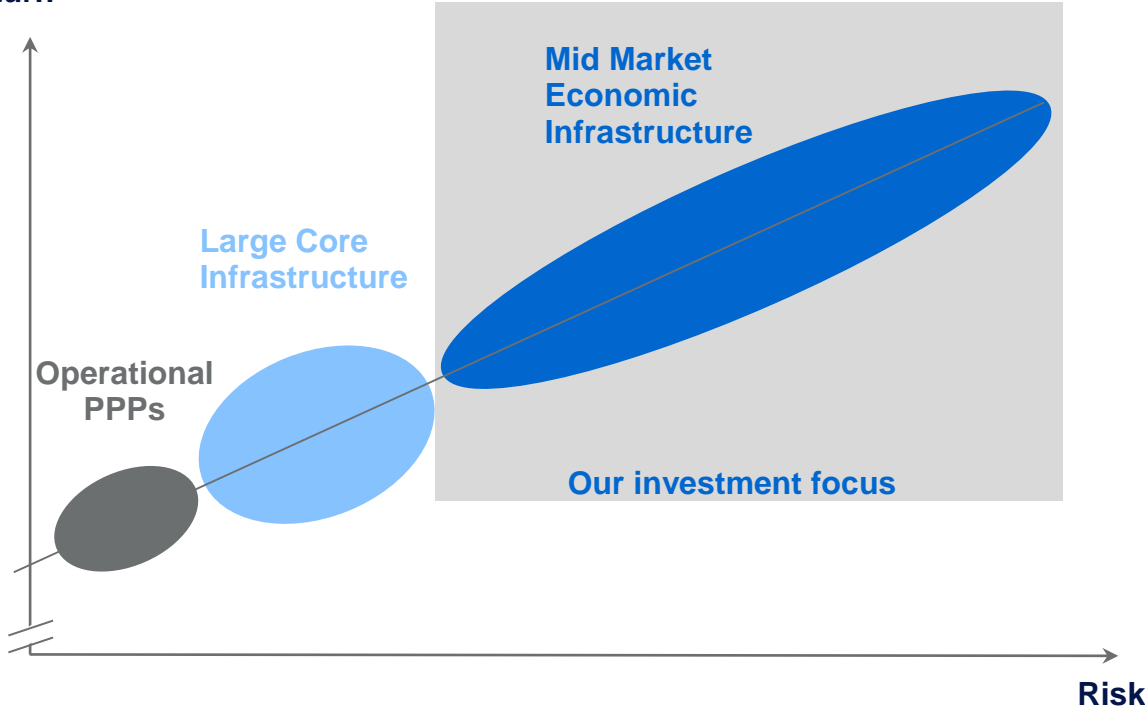 Mid Market
Economic
Infrastructure
Large Core
Infrastructure
Operational
PPPs
Our investment focus
Risk